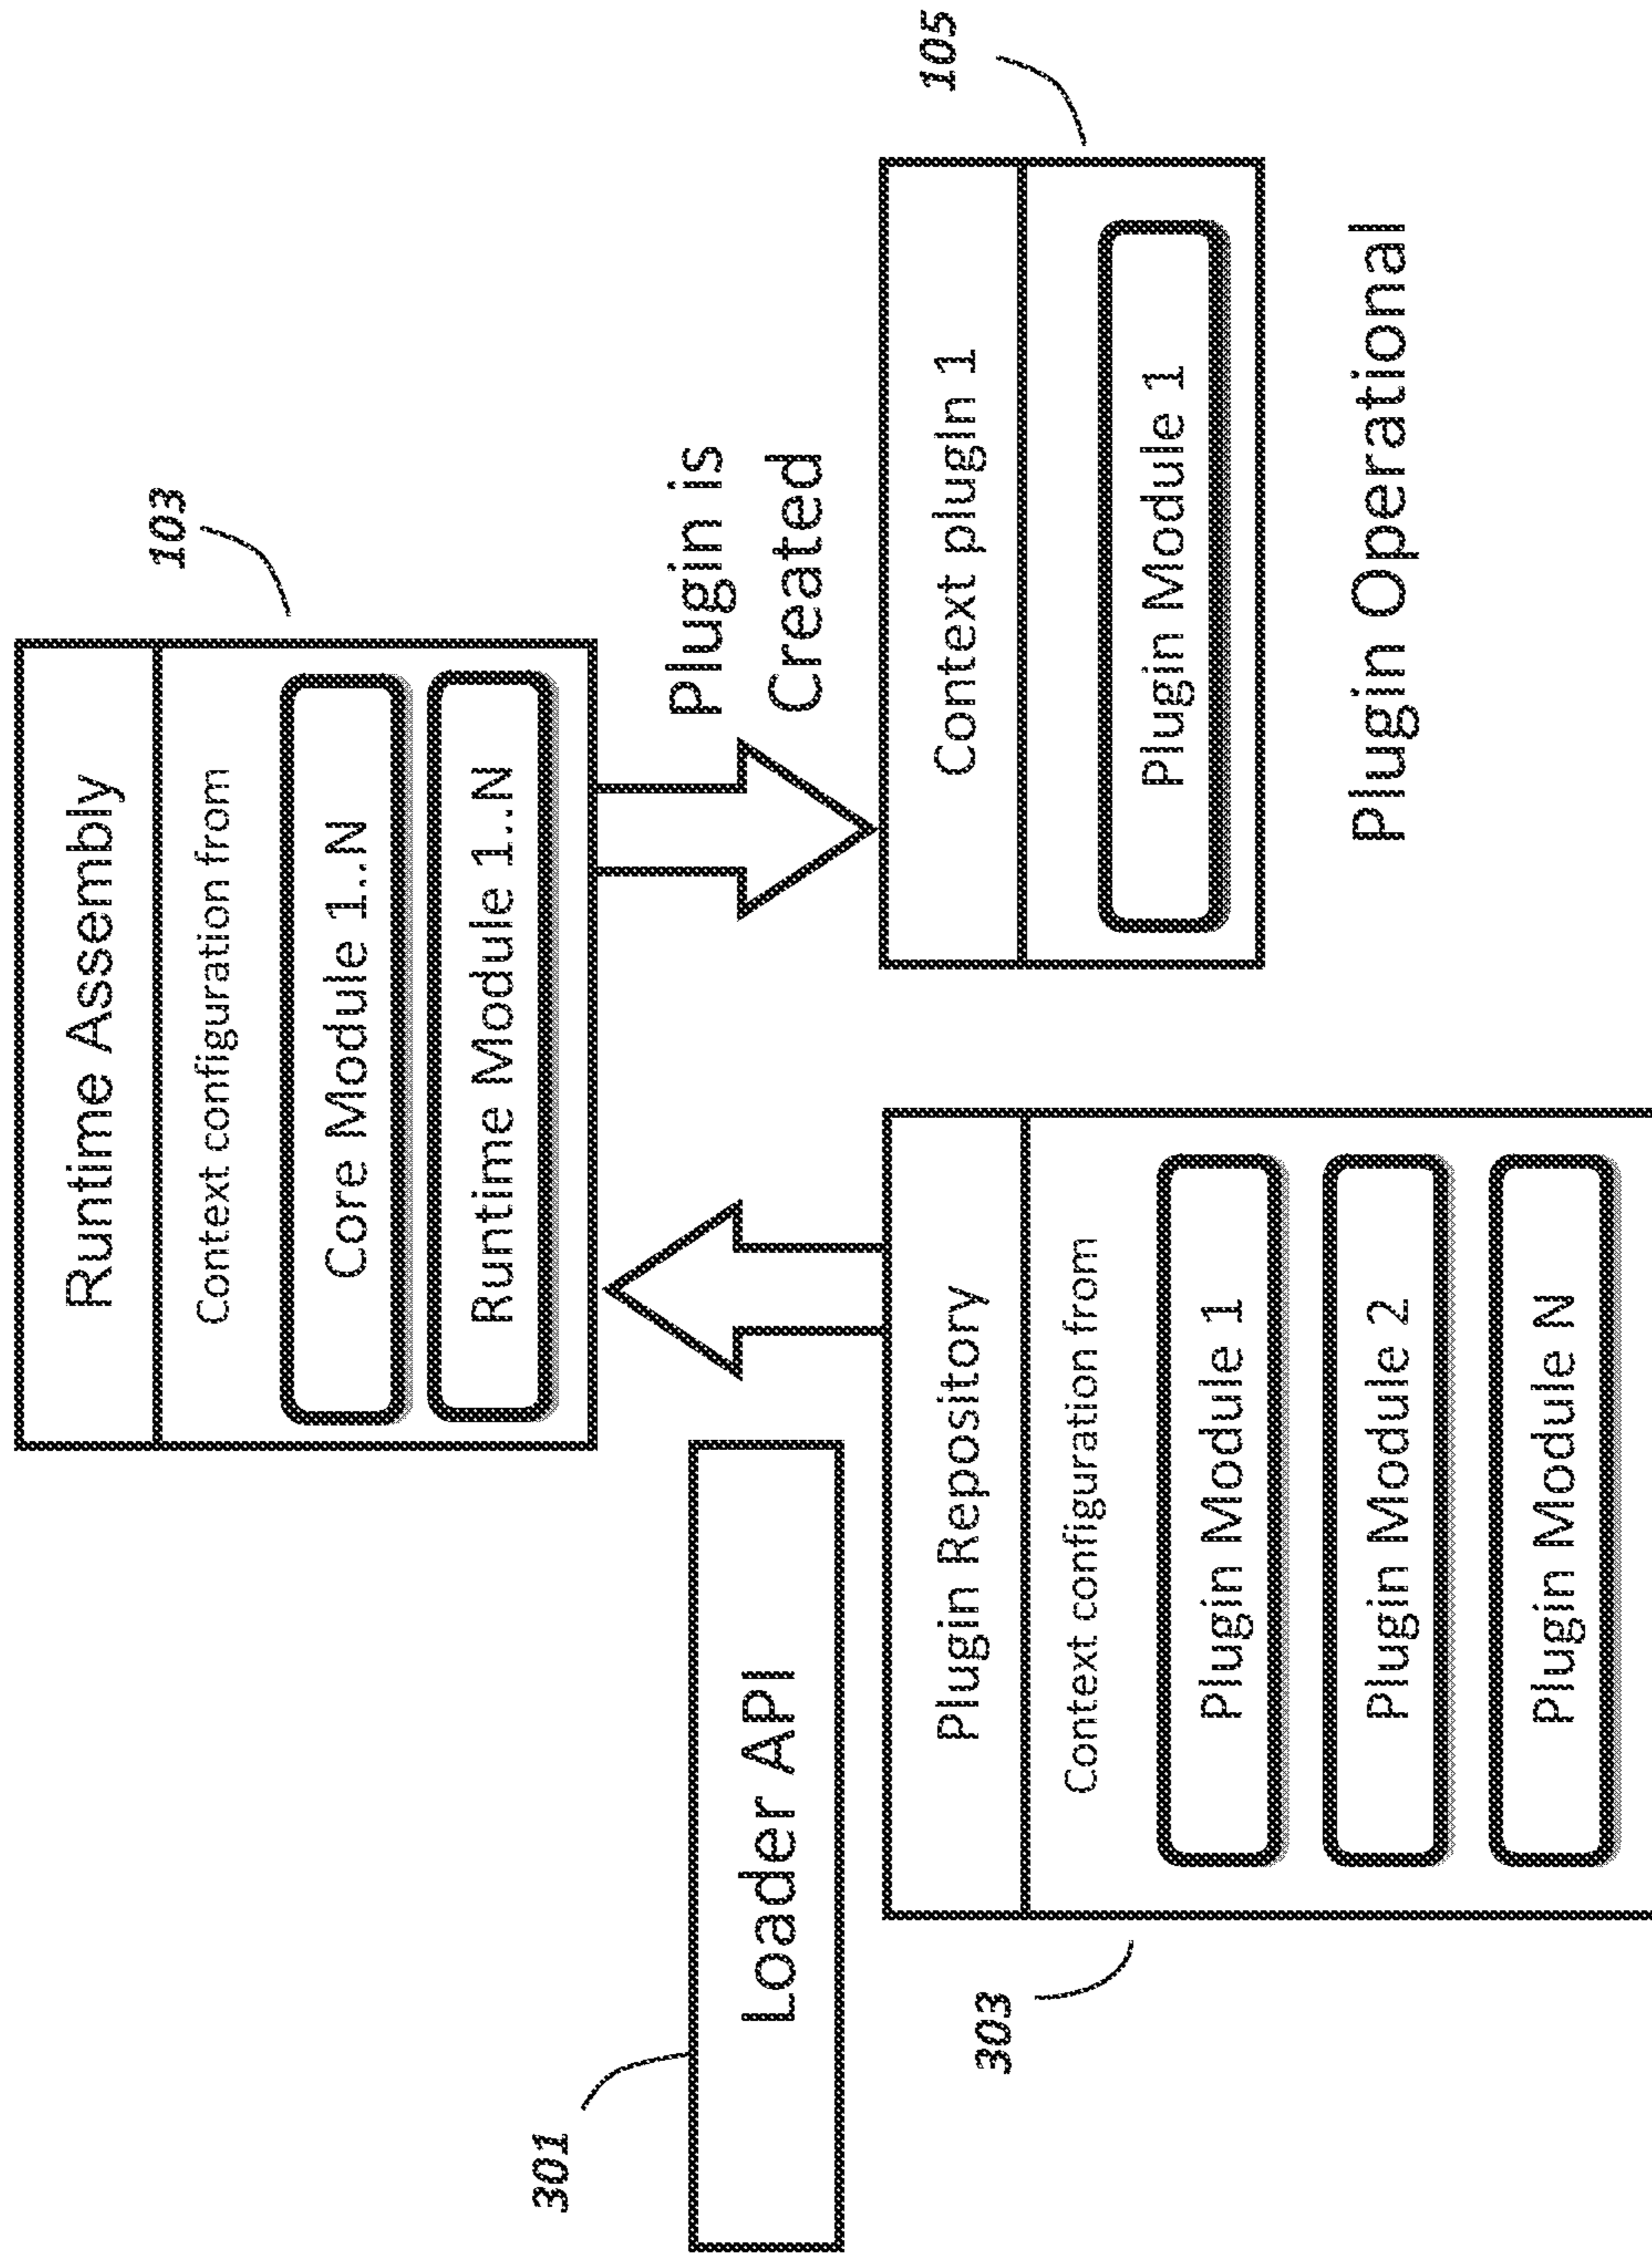 103
Runtime Assembly
Context configuration from
Core Module 1..N
Runtime Module 1..N
301
Loader API
Plugin is
Created
303
Plugin Repository
Context configuration from
Plugin Module 1
Plugin Module 2
Plugin Module N
105
Context plugin 1
Plugin Module 1
Plugin Operational